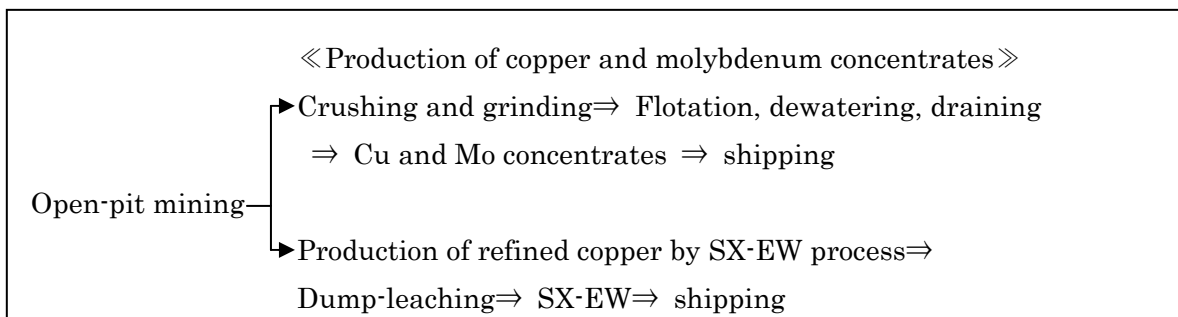 ≪Production of copper and molybdenum concentrates≫
Crushing and grinding⇒ Flotation, dewatering, draining
⇒ Cu and Mo concentrates ⇒ shipping
Open-pit mining
Production of refined copper by SX-EW process⇒
Dump-leaching⇒ SX-EW⇒ shipping